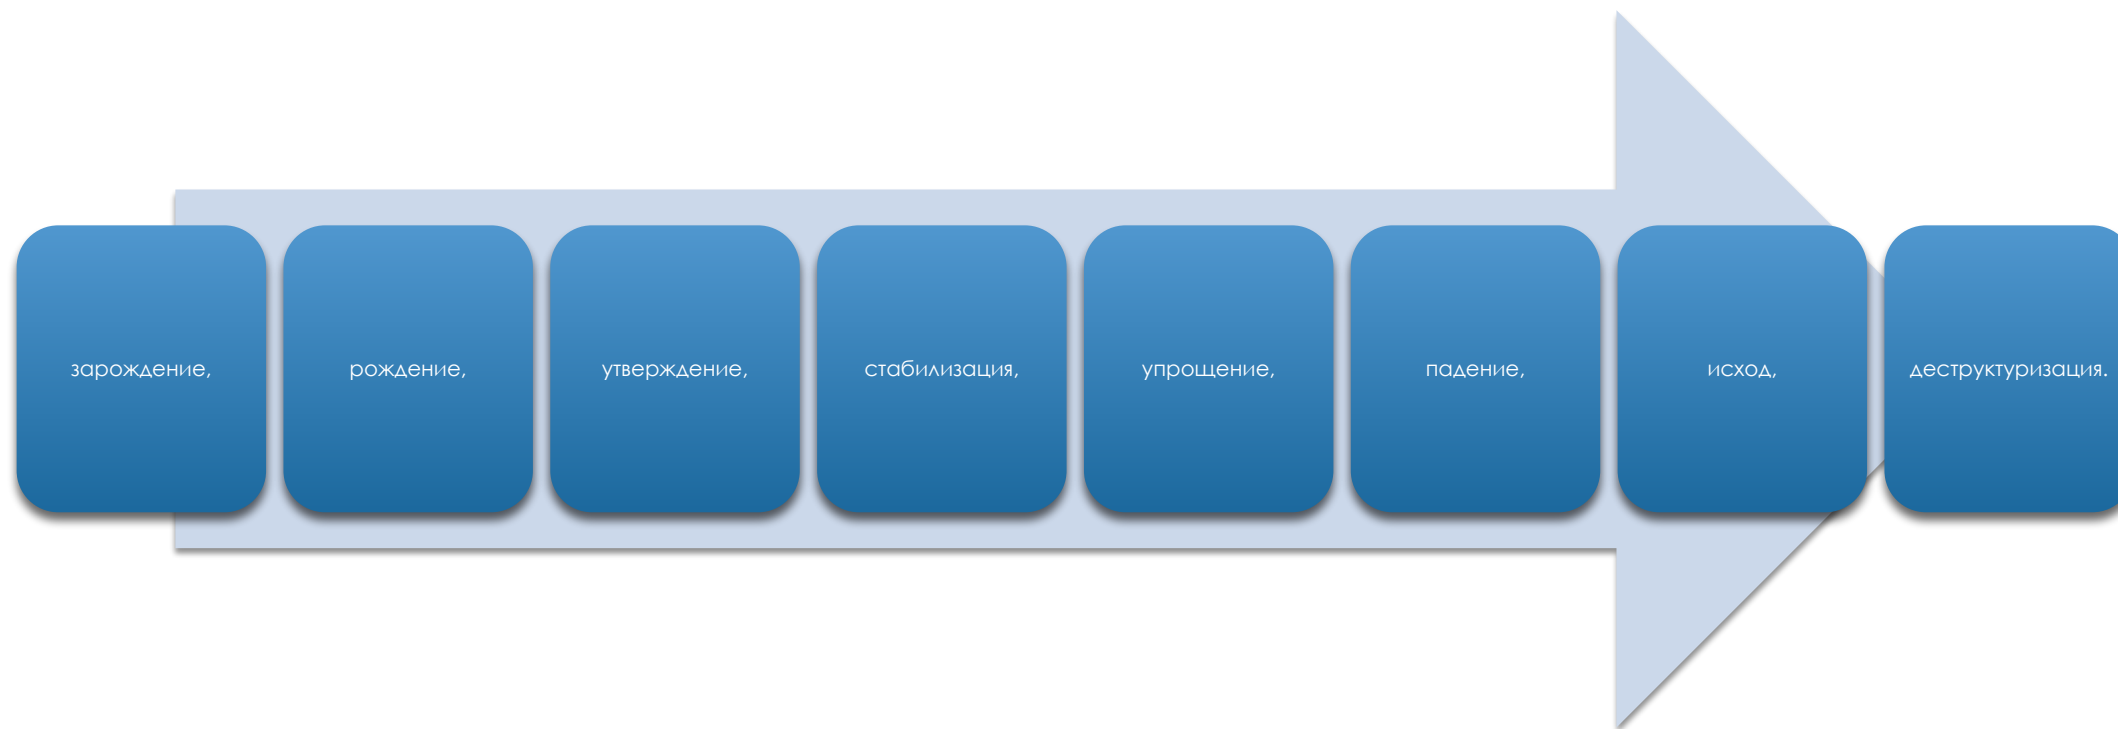 зарождение,
рождение,
утверждение,
стабилизация,
упрощение,
падение,
исход,
деструктуризация.